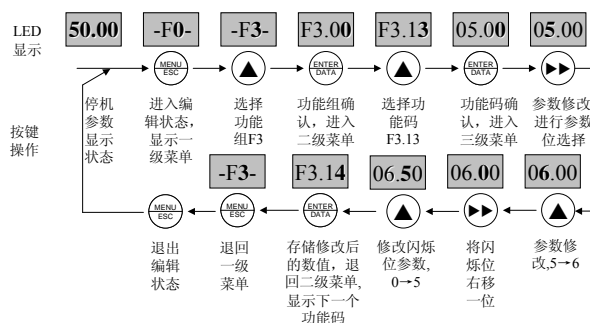 LED
显示
50.00
-F0-
-F3-
F3.00
F3.13
05.00
05.00
MENU
ESC
ENTER
DATA
ENTER
DATA
按键
操作
停机
参数
显示
状态
进入编
辑状态,
显示一
级菜单
选择
功能
组F3
功能组确
认，进入
二级菜单
选择功
能码
F3.13
功能码确
认，进入
三级菜单
参数修改
进行参数
位选择
-F3-
F3.14
06.50
06.00
06.00
MENU
ESC
MENU
ESC
ENTER
DATA
退出
编辑
状态
退回
一级
菜单
存储修改后
的数值，退
回二级菜单,
显示下一个
功能码
修改闪烁
位参数,
0→5
将闪
烁位
右移
一位
参数修
改,5→6